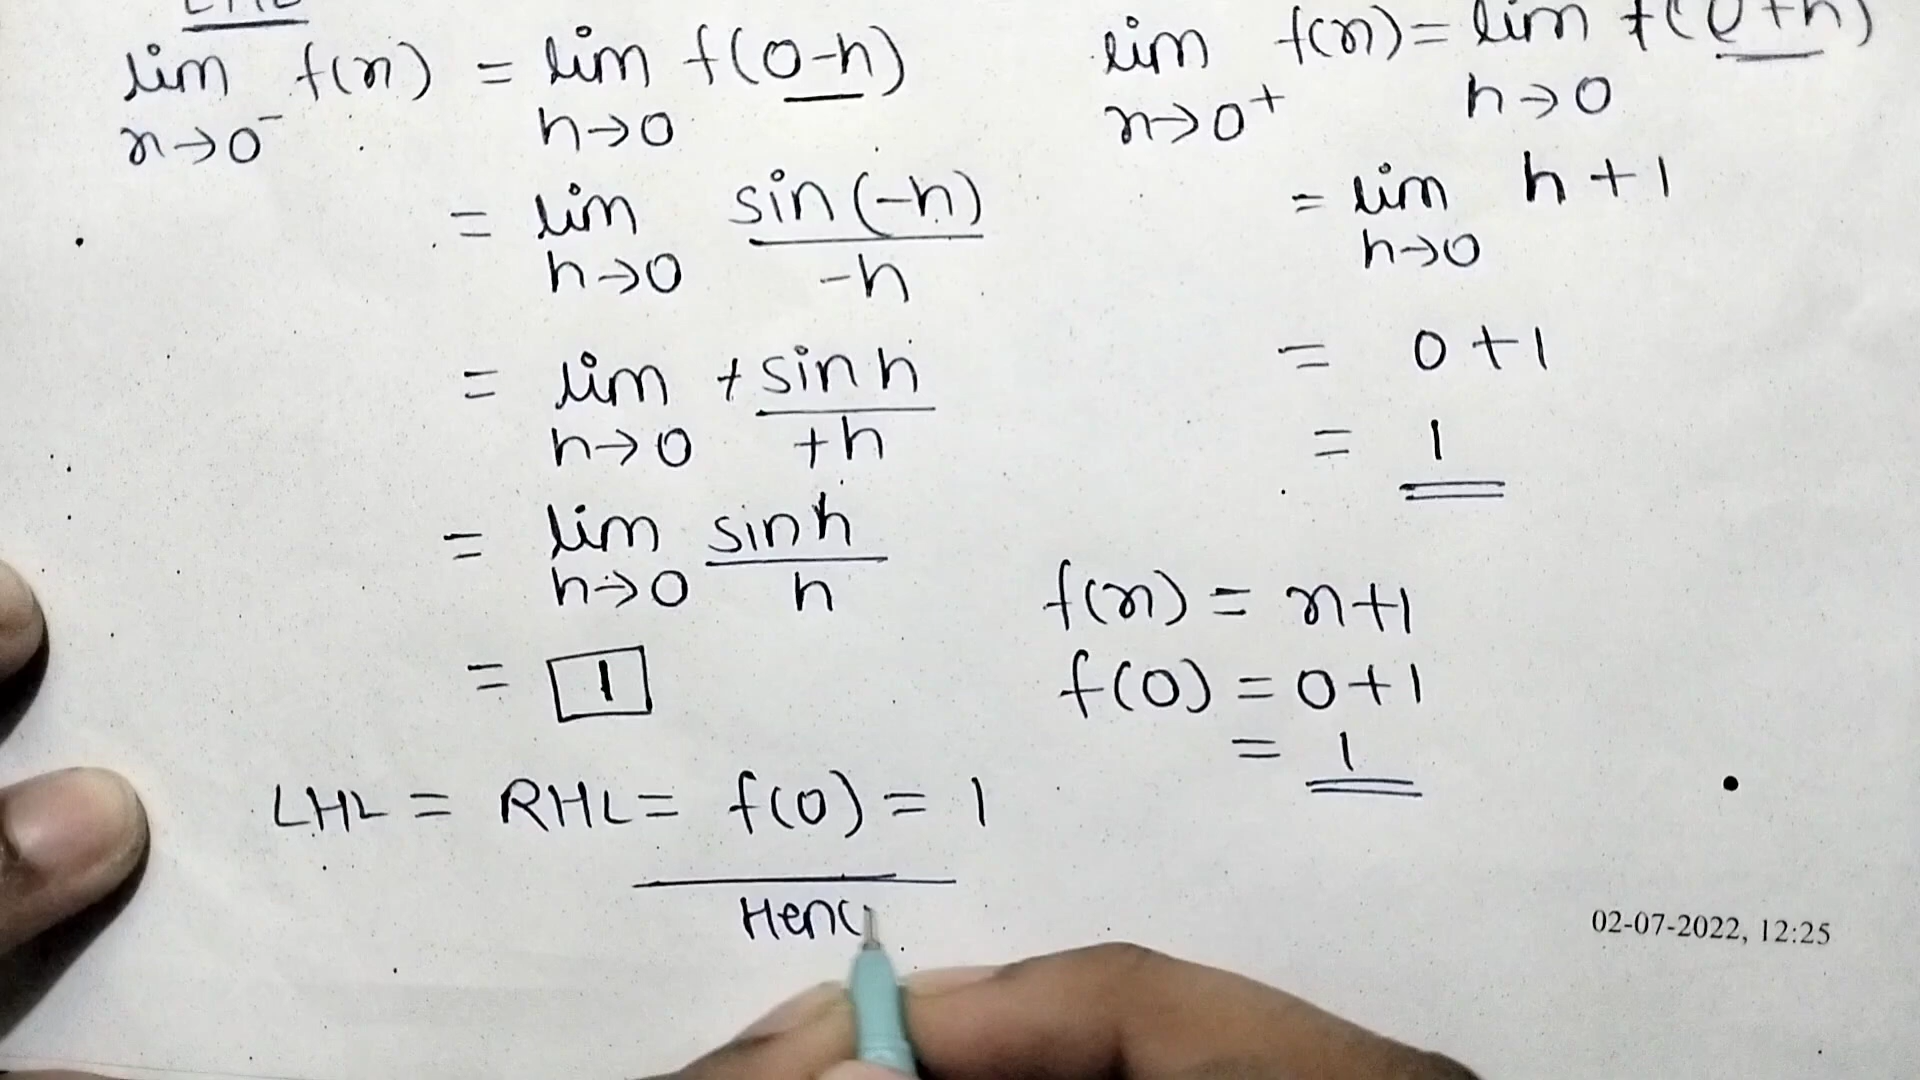 LHL
lim f(x) = lim f(0-h)
x→0⁻ h→0
= lim sin(-h)
h→0 -h
= lim + sin h
h→0 +h
= lim sin h
h→0 h
= 1
lim f(x) = lim f(0+h)
x→0⁺ h→0
= lim h+1
h→0
= 0+1
= 1
f(x) = x+1
f(0) = 0+1
= 1
LHL = RHL = f(0) = 1
Henc
02-07-2022, 12:25